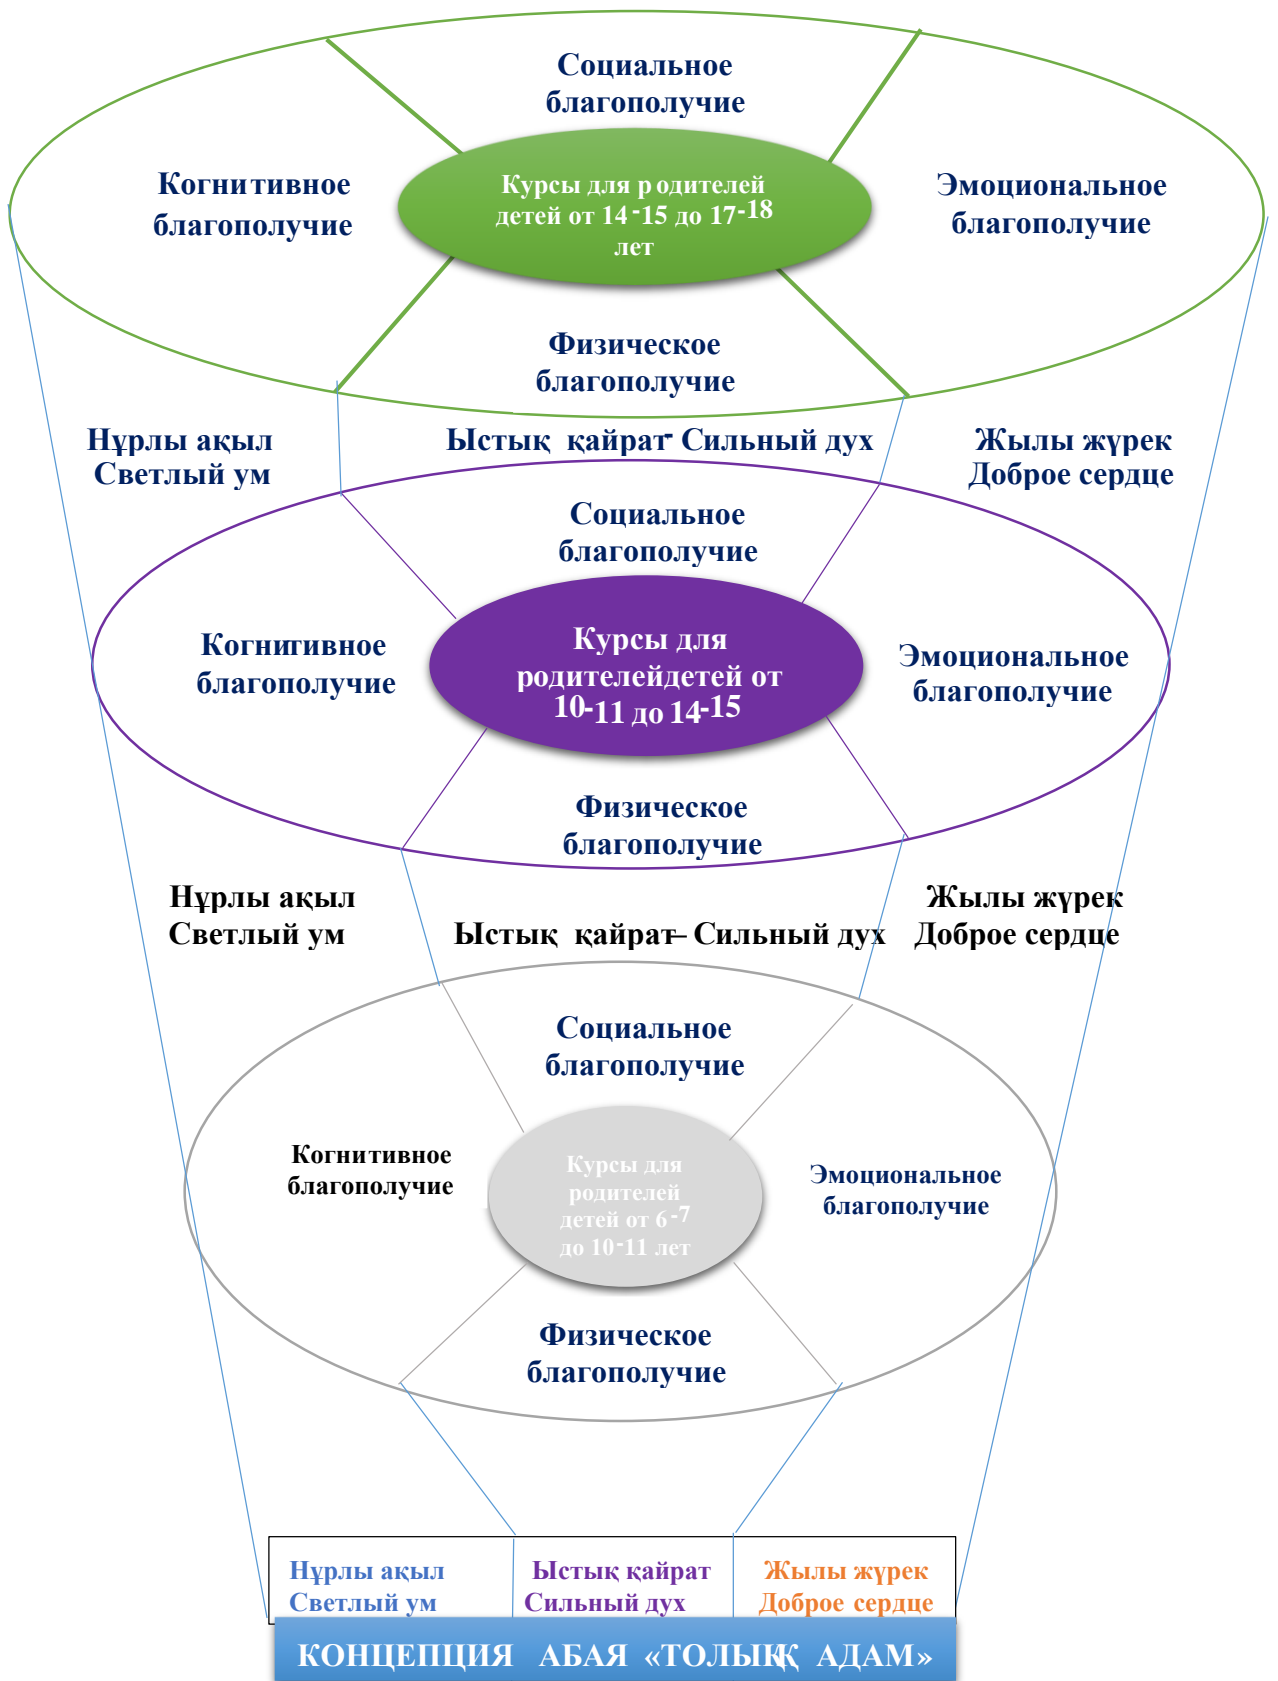 Социальное
благополучие
Когнитивное
благополучие
Курсы для родителей
детей от 14-15 до 17-18
лет
Эмоциональное
благополучие
Физическое
благополучие
Нұрлы ақыл
Светлый ум
Ыстық қайрат- Сильный дух
Жылы жүрек
Доброе сердце
Социальное
благополучие
Когнитивное
благополучие
Курсы для
родителейдетей от
10-11 до 14-15
Эмоциональное
благополучие
Физическое
благополучие
Нұрлы ақыл
Светлый ум
Ыстық қайрат– Сильный дух
Жылы жүрек
Доброе сердце
Социальное
благополучие
Когнитивное
благополучие
Курсы для
родителей
детей от 6-7
до 10-11 лет
Эмоциональное
благополучие
Физическое
благополучие
Нұрлы ақыл
Светлый ум
Ыстық қайрат
Сильный дух
Жылы жүрек
Доброе сердце
КОНЦЕПЦИЯ АБАЯ «ТОЛЫҚҚ АДАМ»